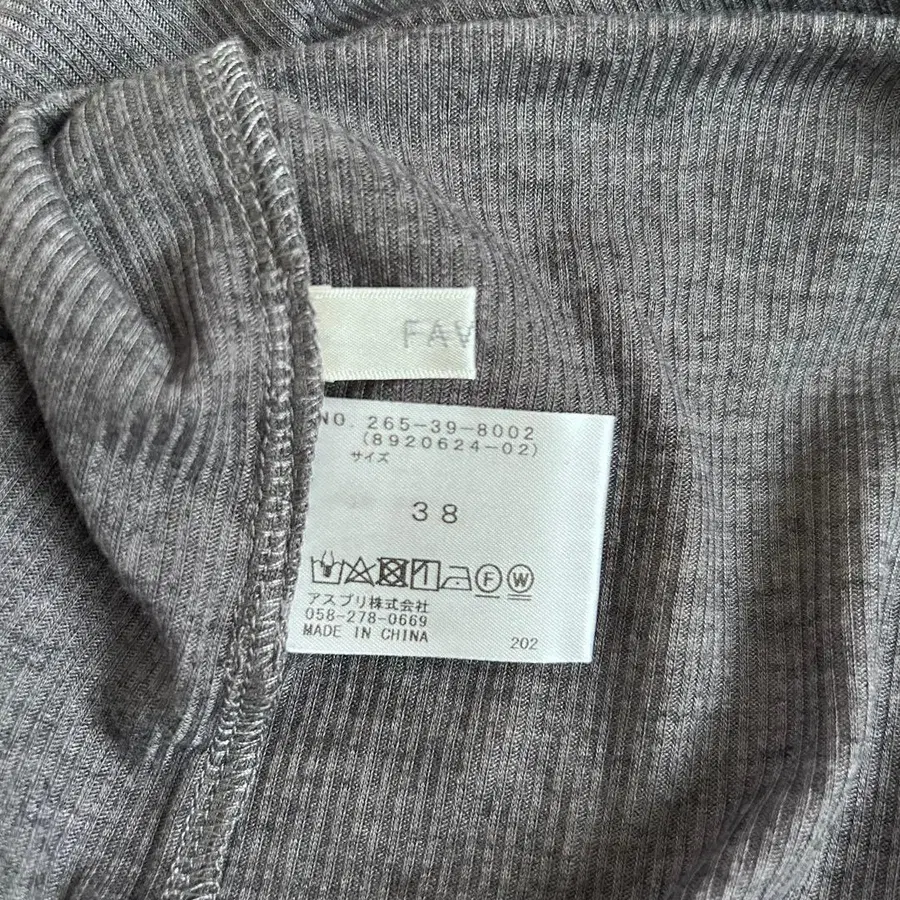 FAV
NO. 265-39-8002
(8920624-02)
サイズ
38
F W
アスプリ株式会社
058-278-0669
MADE IN CHINA 202